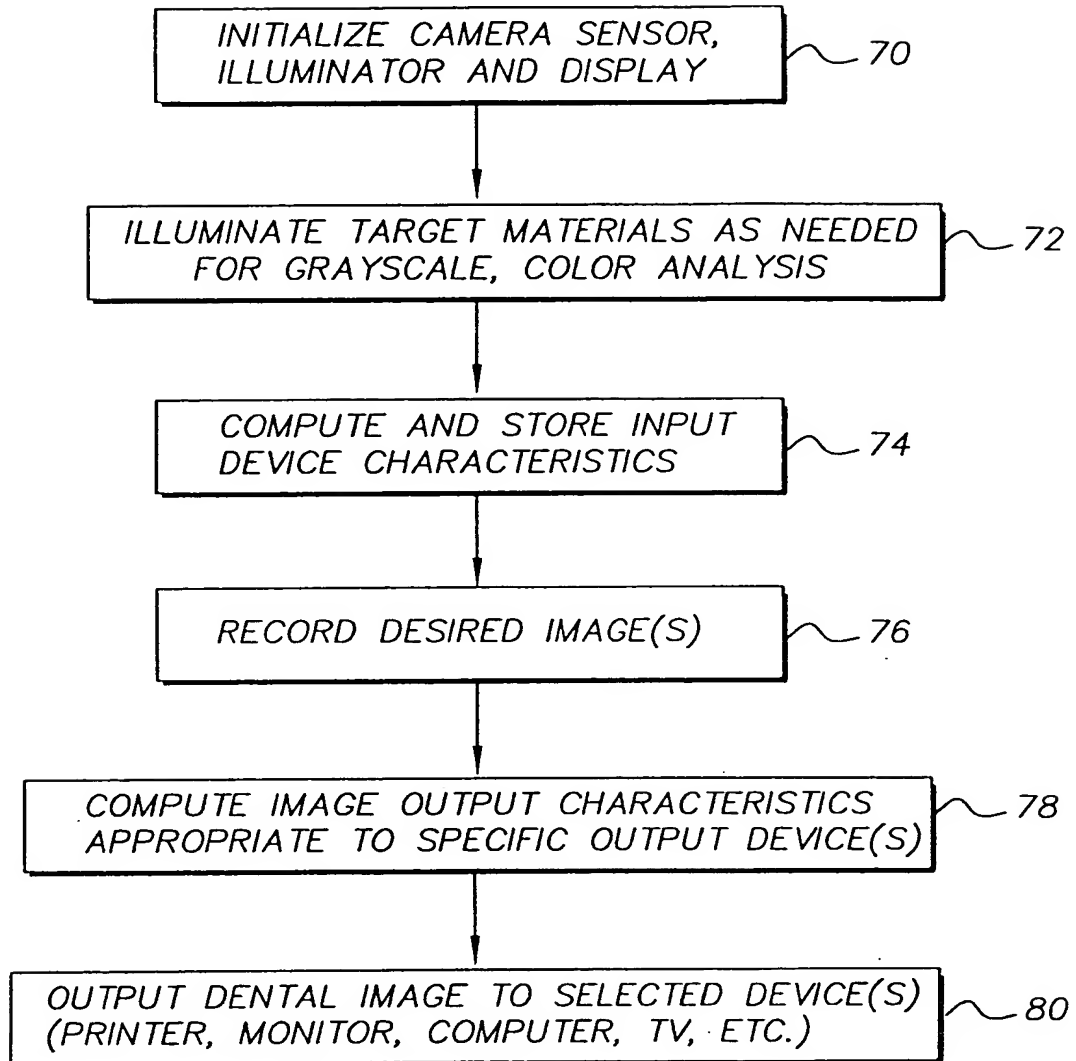 INITIALIZE CAMERA SENSOR,
ILLUMINATOR AND DISPLAY
70
ILLUMINATE TARGET MATERIALS AS NEEDED
FOR GRAYSCALE, COLOR ANALYSIS
72
COMPUTE AND STORE INPUT
DEVICE CHARACTERISTICS
74
RECORD DESIRED IMAGE(S)
76
COMPUTE IMAGE OUTPUT CHARACTERISTICS
APPROPRIATE TO SPECIFIC OUTPUT DEVICE(S)
78
OUTPUT DENTAL IMAGE TO SELECTED DEVICE(S)
(PRINTER, MONITOR, COMPUTER, TV, ETC.)
80